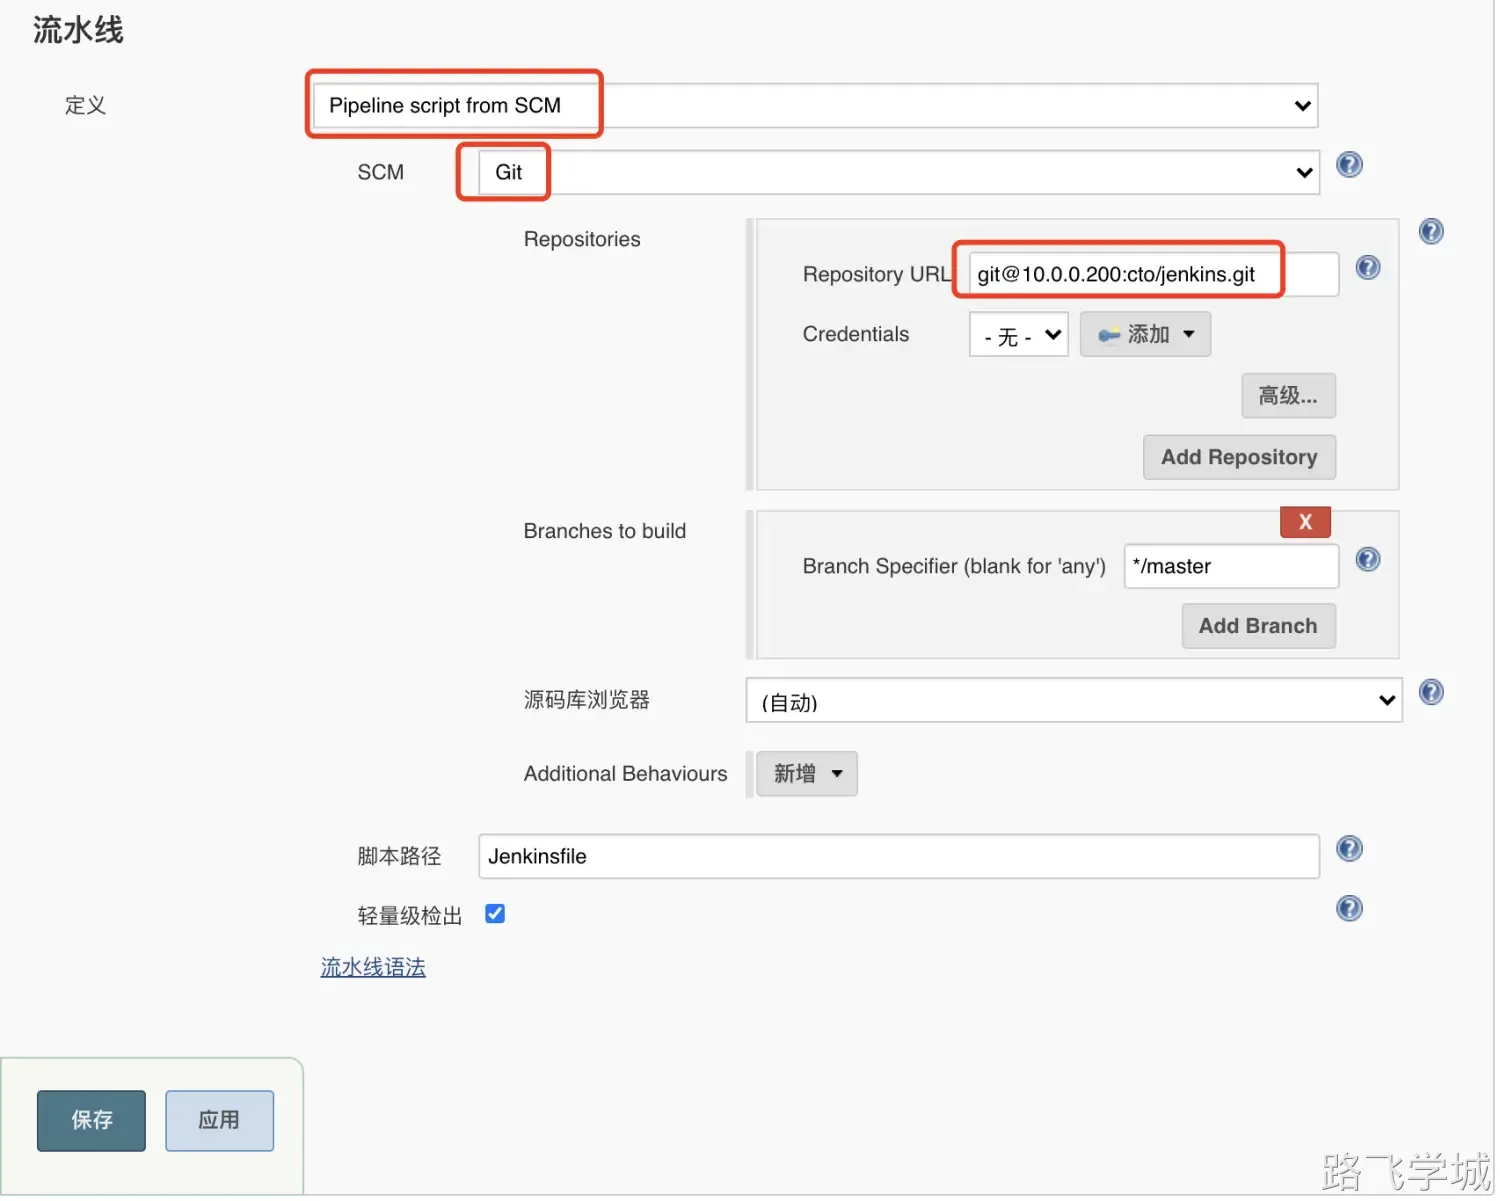 流水线
定义
Pipeline script from SCM
SCM
Git
Repositories
Repository URL
git@10.0.0.200:cto/jenkins.git
Credentials
- 无 -
添加
高级...
Add Repository
Branches to build
X
Branch Specifier (blank for 'any')
*/master
Add Branch
源码库浏览器
(自动)
Additional Behaviours
新增
脚本路径
Jenkinsfile
轻量级检出
流水线语法
保存
应用
路飞学城